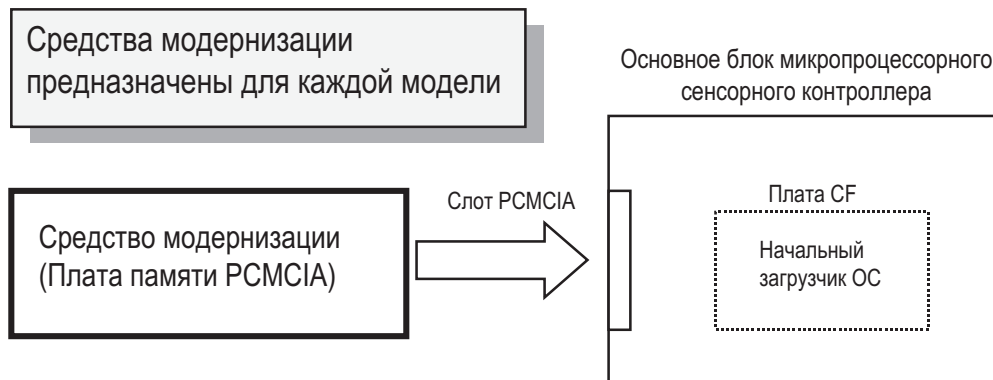 Средства модернизации
предназначены для каждой модели
Основное блок микропроцессорного
сенсорного контроллера
Слот PCMCIA
Плата CF
Средство модернизации
(Плата памяти PCMCIA)
Начальный
загрузчик ОС